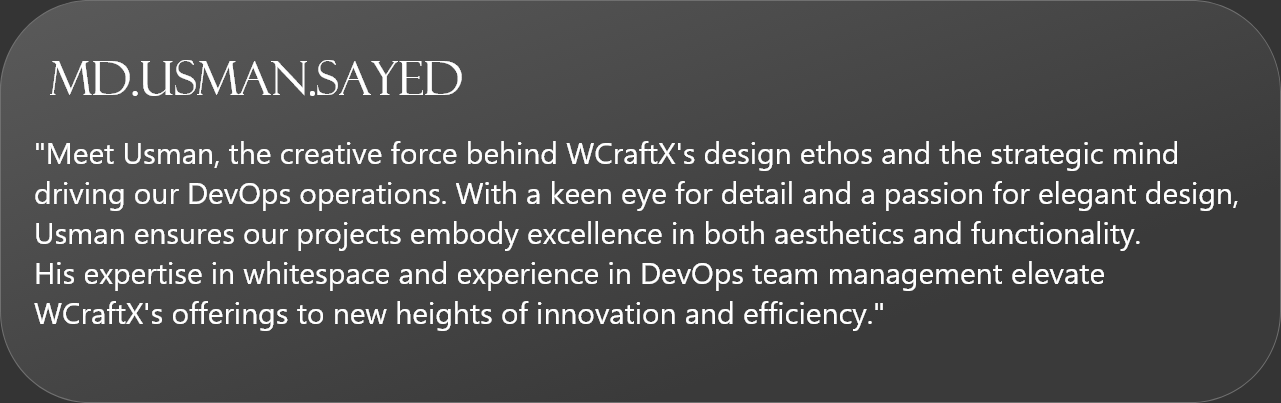 MD.USMAN.SAYED
"Meet Usman, the creative force behind WCraftX's design ethos and the strategic mind
driving our DevOps operations. With a keen eye for detail and a passion for elegant design,
Usman ensures our projects embody excellence in both aesthetics and functionality.
His expertise in whitespace and experience in DevOps team management elevate
WCraftX's offerings to new heights of innovation and efficiency."